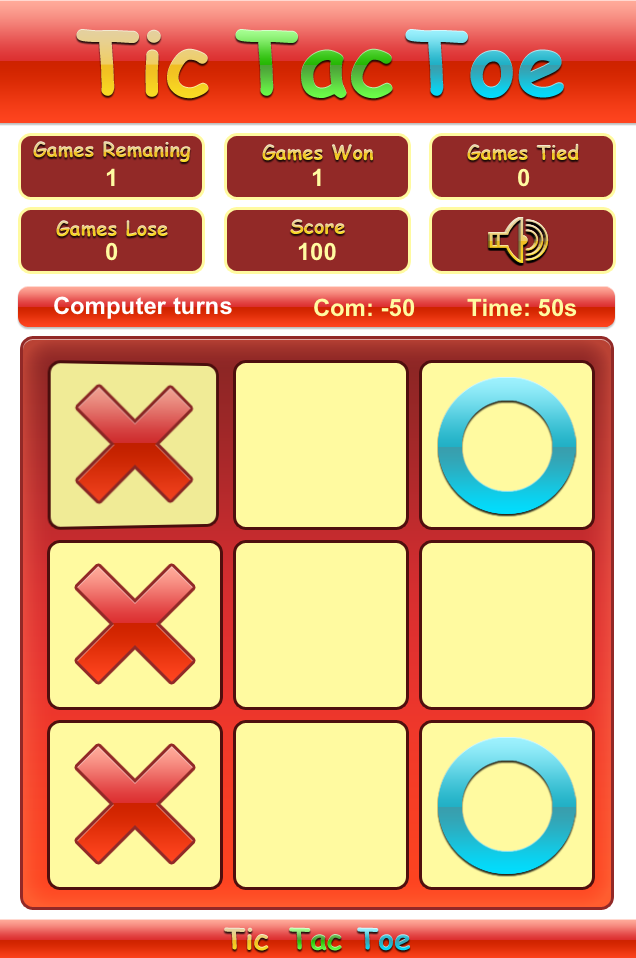 Tic Tac Toe
Games Remaning
1
Games Won
1
Games Tied
0
Games Lose
0
Score
100
Computer turns
Com: -50
Time: 50s
Tic Tac Toe